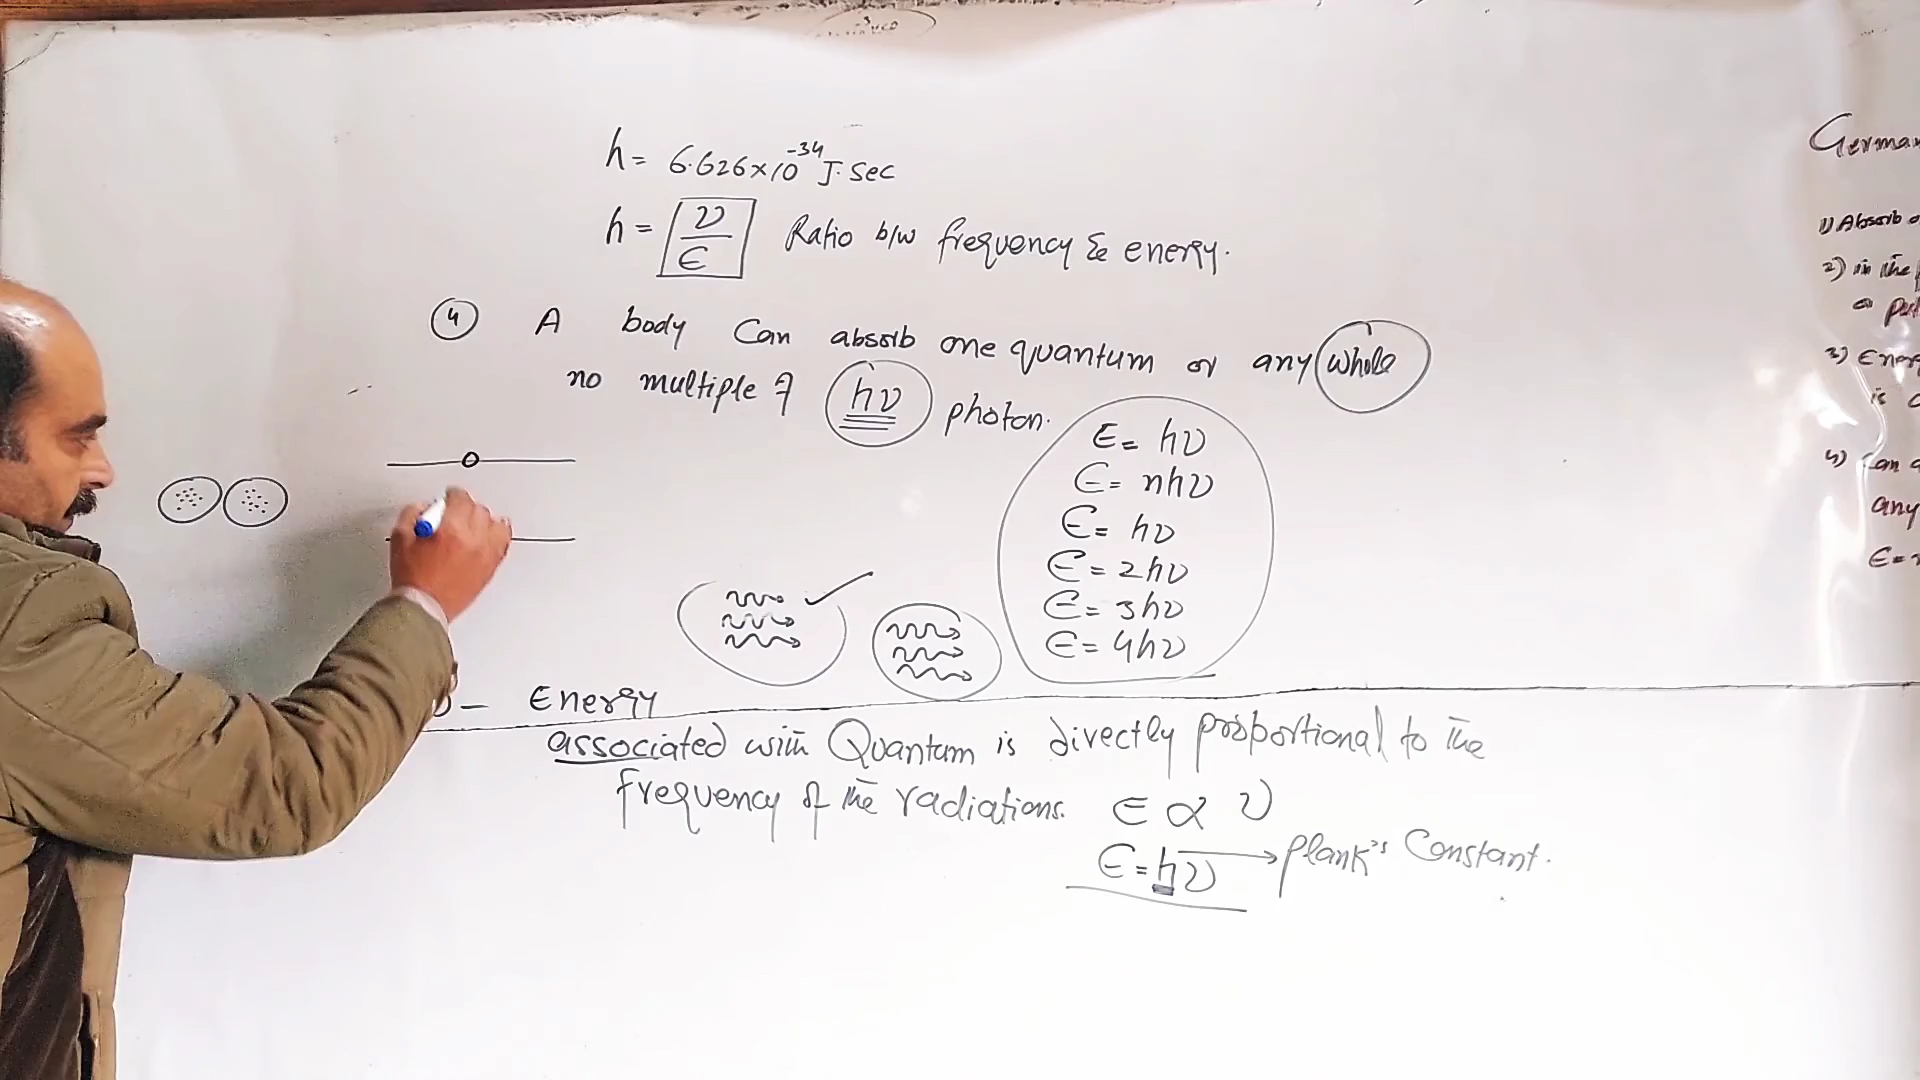 h = 6.626×10⁻³⁴ J.Sec
h = ν/E Ratio b/w frequency & energy.
④ A body Can absorb one quantum or any whole
no multiple of hν photon.
E = hν
E = nhν
E = hν
E = 2hν
E = 3hν
E = 4hν
– Energy
associated with Quantum is directly proportional to the
frequency of the radiations. E ∝ ν
E = hν → Plank's Constant.
German
1) Absorb
2) in the
a
3) Ener
is
4) Can
any
E =